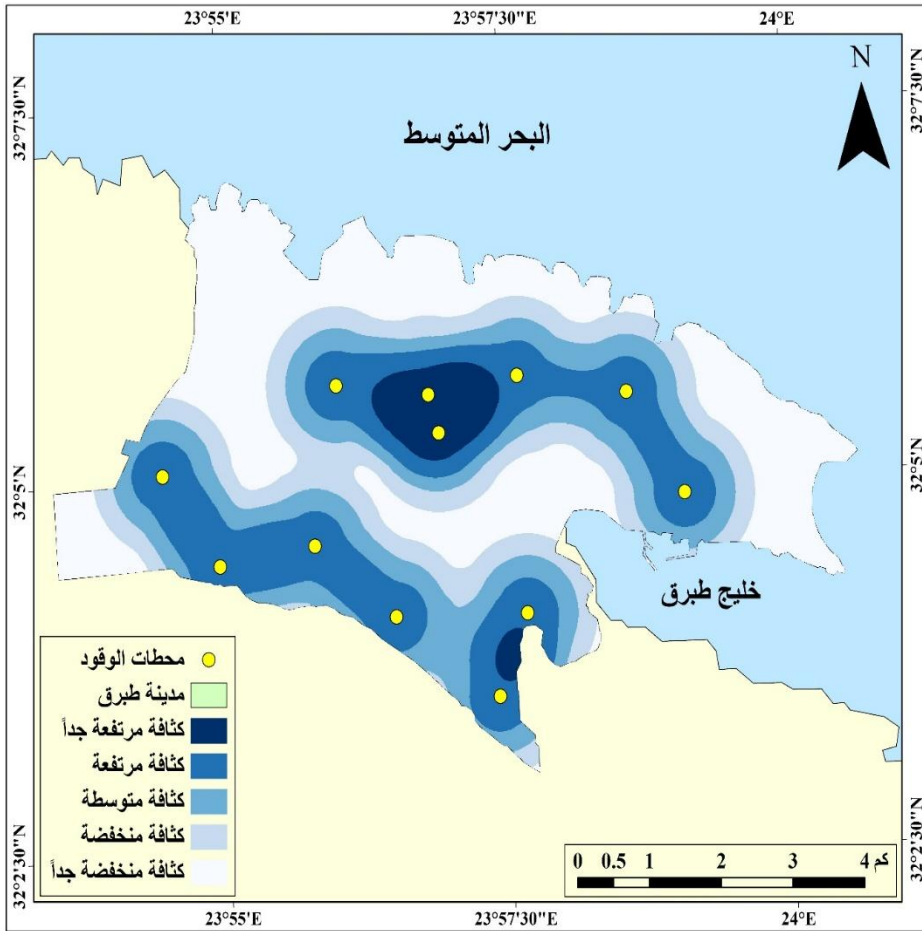 23°55'E 23°57'30"E 24°E
32°7'30"N 32°7'30"N
N
البحر المتوسط
32°5'N 32°5'N
خليج طبرق
محطات الوقود
مدينة طبرق
كثافة مرتفعة جداً
كثافة مرتفعة
كثافة متوسطة
كثافة منخفضة
كثافة منخفضة جداً
0 0.5 1 2 3 4 كم
32°2'30"N 32°2'30"N
23°55'E 23°57'30"E 24°E